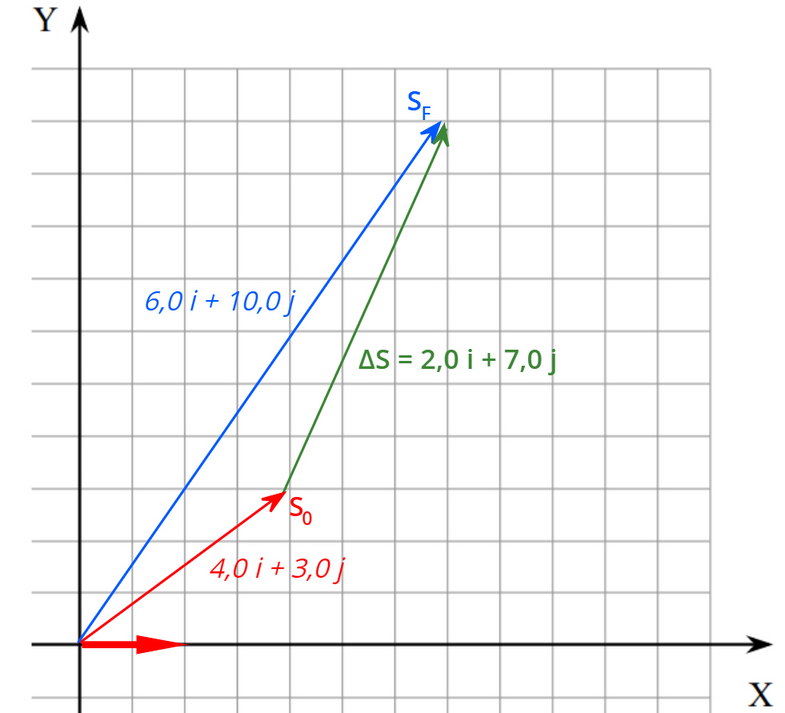 Y
S_F
6,0 i + 10,0 j
ΔS = 2,0 i + 7,0 j
S_0
4,0 i + 3,0 j
X